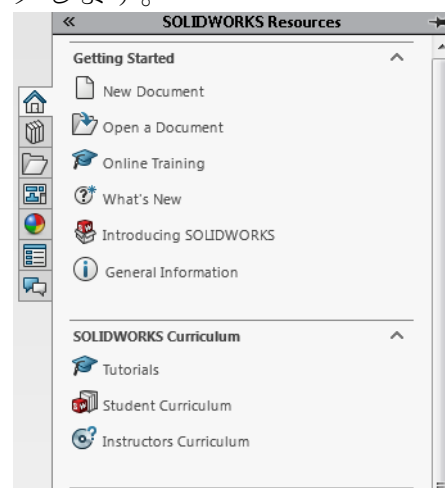 SOLIDWORKS Resources
Getting Started
New Document
Open a Document
Online Training
What's New
Introducing SOLIDWORKS
General Information
SOLIDWORKS Curriculum
Tutorials
Student Curriculum
Instructors Curriculum